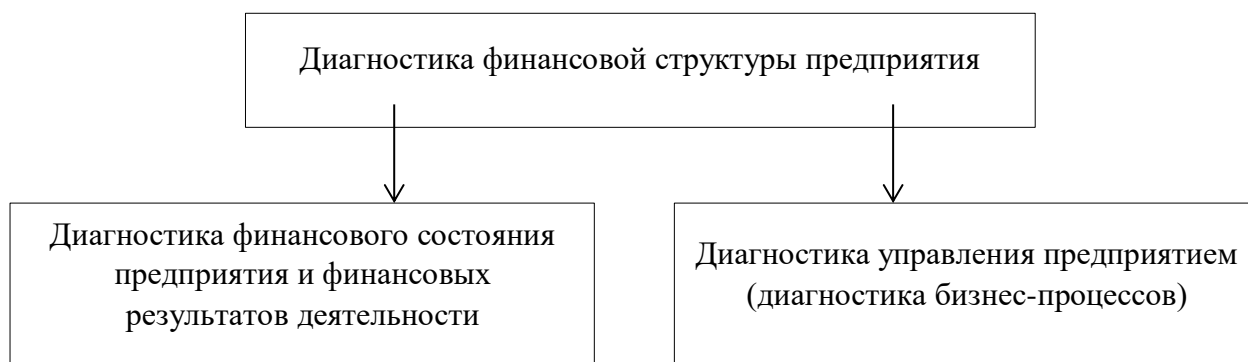 Диагностика финансовой структуры предприятия
Диагностика финансового состояния
предприятия и финансовых
результатов деятельности
Диагностика управления предприятием
(диагностика бизнес-процессов)